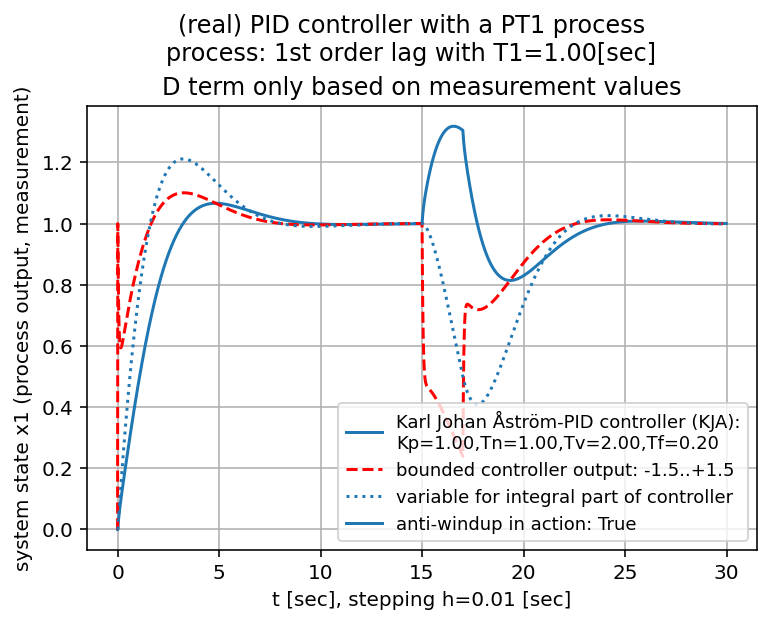 (real) PID controller with a PT1 process
process: 1st order lag with T1=1.00[sec]
D term only based on measurement values
system state x1 (process output, measurement)
1.2
1.0
0.8
0.6
0.4
0.2
0.0
Karl Johan Åström-PID controller (KJA):
Kp=1.00,Tn=1.00,Tv=2.00,Tf=0.20
bounded controller output: -1.5..+1.5
variable for integral part of controller
anti-windup in action: True
0 5 10 15 20 25 30
t [sec], stepping h=0.01 [sec]